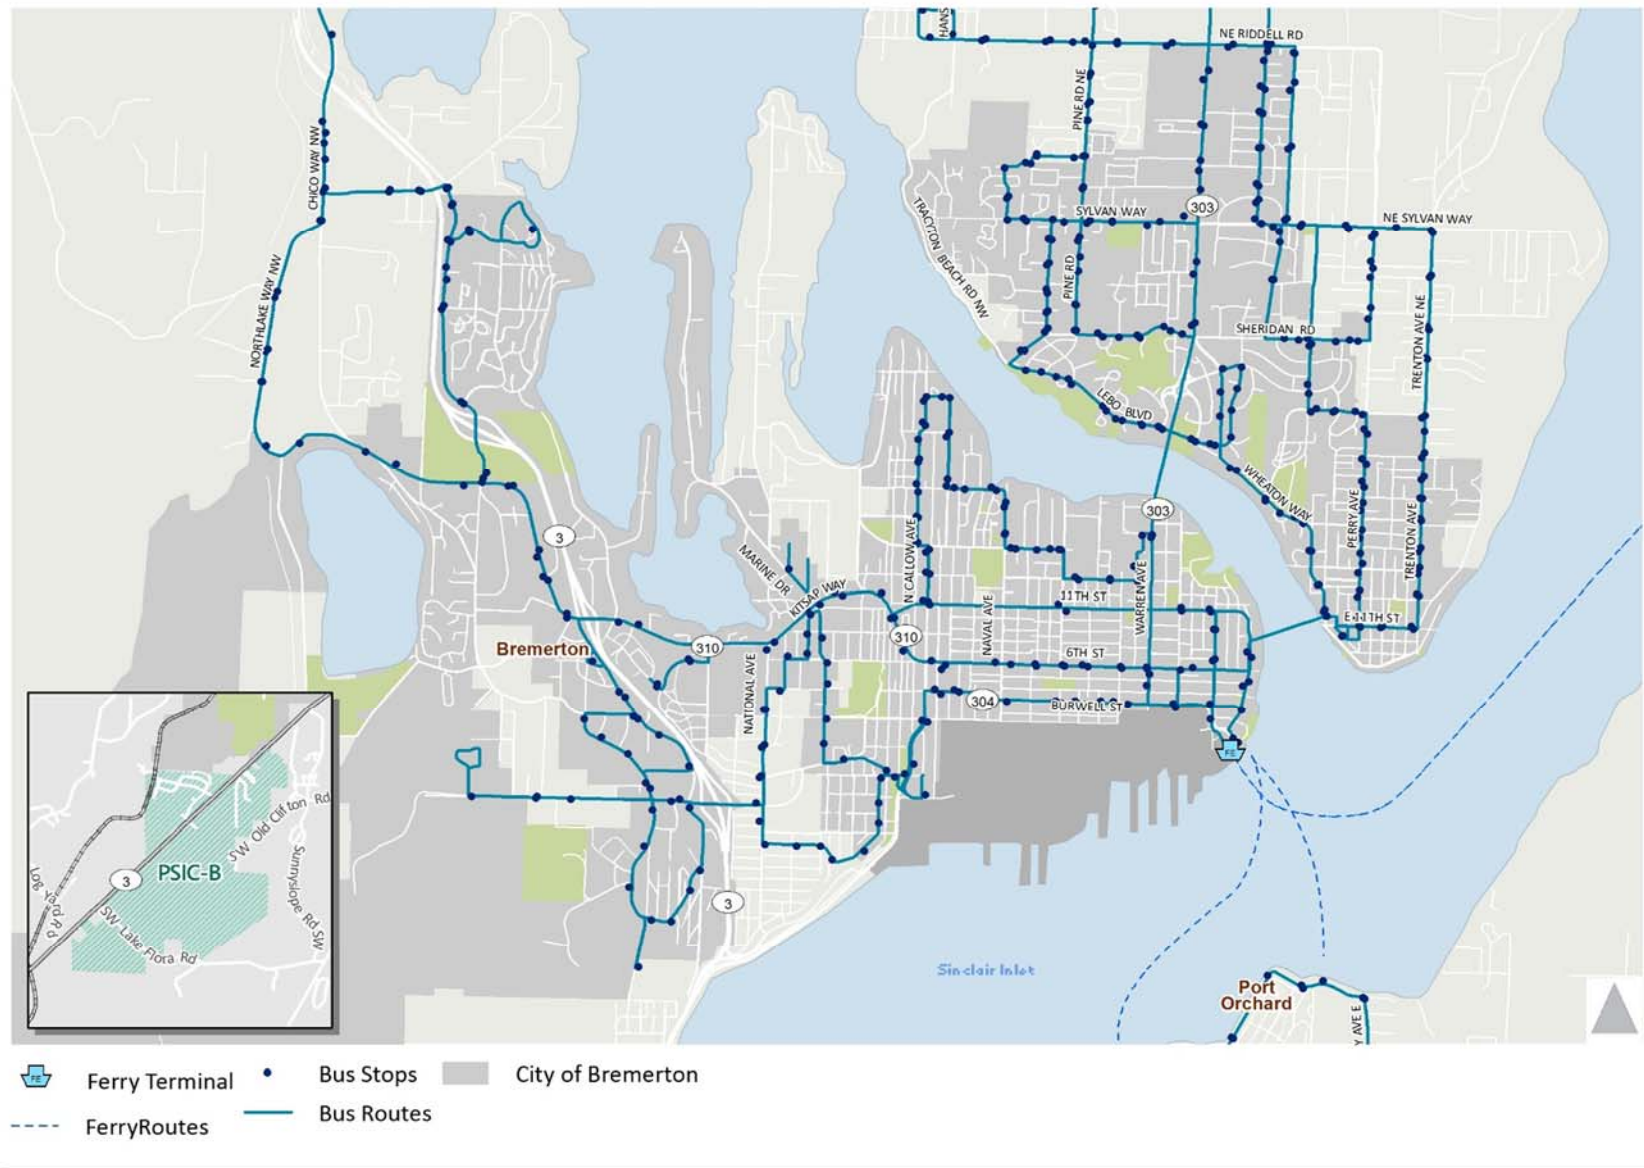 HANS
NE RIDDELL RD
PINE RD NE
CHICO WAY NW
303
SYLVAN WAY
NE SYLVAN WAY
TRACYTON BEACH RD NW
PINE RD
NORTHLAKE WAY NW
SHERIDAN RD
TRENTON AVE NE
LEBO BLVD
WHEATON WAY
303
3
N CALLOW AVE
PERRY AVE
TRENTON AVE
MARINE DR
KITSAP WAY
11TH ST
WARREN AVE
NAVAL AVE
E 11TH ST
310
310
Bremerton
6TH ST
NATIONAL AVE
304
BURWELL ST
FE
SW Old Clifton Rd
PSIC-B
3
Log Yard Rd
Sunnyslope Rd SW
SW Lake Flora Rd
3
Sinclair Inlet
Port
Orchard
Y AVE E
FE
Ferry Terminal
Bus Stops
City of Bremerton
FerryRoutes
Bus Routes